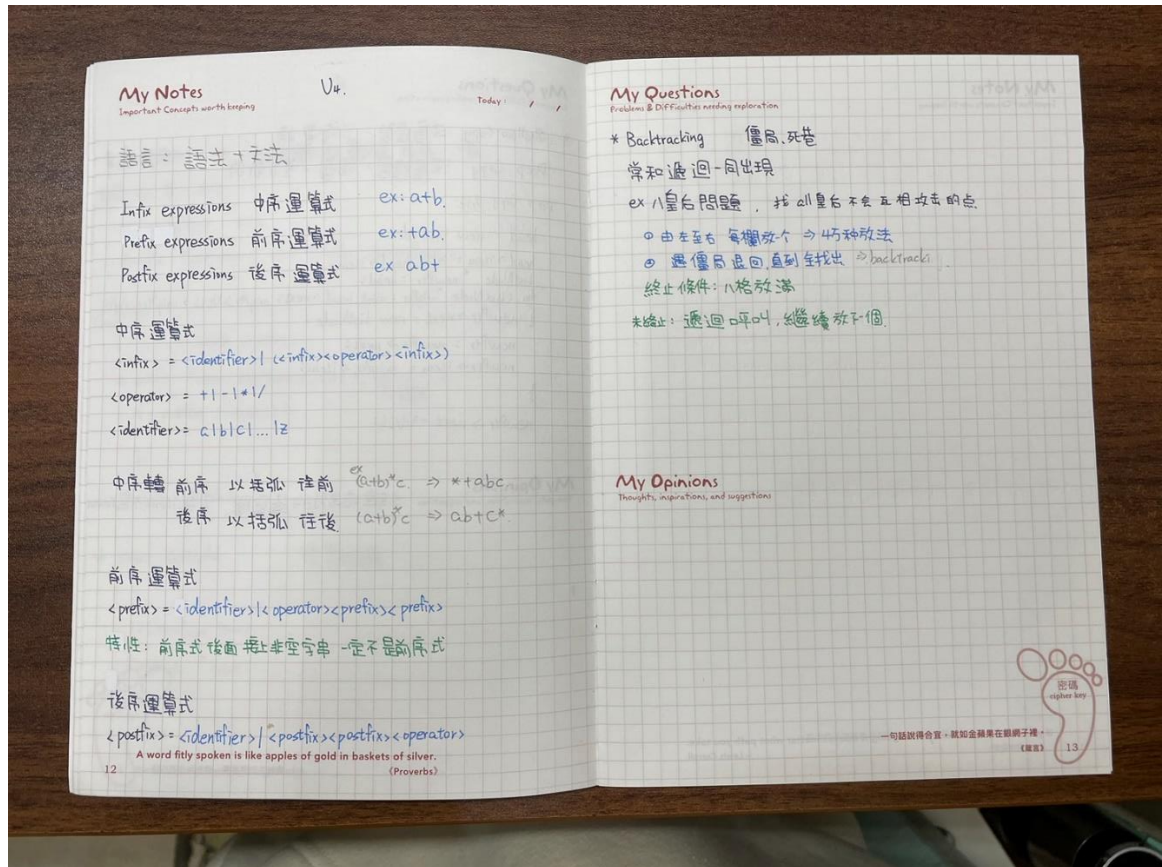 My Notes
Important Concepts worth keeping
U4.
Today: / /
語言：語法+文法
Infix expressions 中序運算式 ex: a+b.
Prefix expressions 前序運算式 ex: +ab.
Postfix expressions 後序運算式 ex ab+
中序運算式
<infix> = <identifier>| (<infix><operator><infix>)
<operator> = +|-|*|/
<identifier>= a|b|c|...|z
中序轉 前序 以括弧 往前 ex (a+b)*c. ⇒ *+abc
後序 以括弧 往後 (a+b)*c ⇒ ab+c*
前序運算式
<prefix> = <identifier>|<operator><prefix><prefix>
特性：前序式後面接上非空字串 一定不是前序式
後序運算式
<postfix> = <identifier>|<postfix><postfix><operator>
A word fitly spoken is like apples of gold in baskets of silver.
《Proverbs》
12
My Questions
Problems & Difficulties needing exploration
* Backtracking 僵局、死巷
常和遞迴一同出現
ex 八皇后問題，找all皇后不会互相攻击的点.
① 由左至右 每欄放一个 ⇒ 4万种放法
② 遇僵局退回,直到全找出 ⇒backtracki
終止條件：八格放滿
未終止：遞迴呼叫,繼續放下個.
My Opinions
Thoughts, inspirations, and suggestions
密碼
cipher key
一句話說得合宜，就如金蘋果在銀網子裡。
《箴言》
13